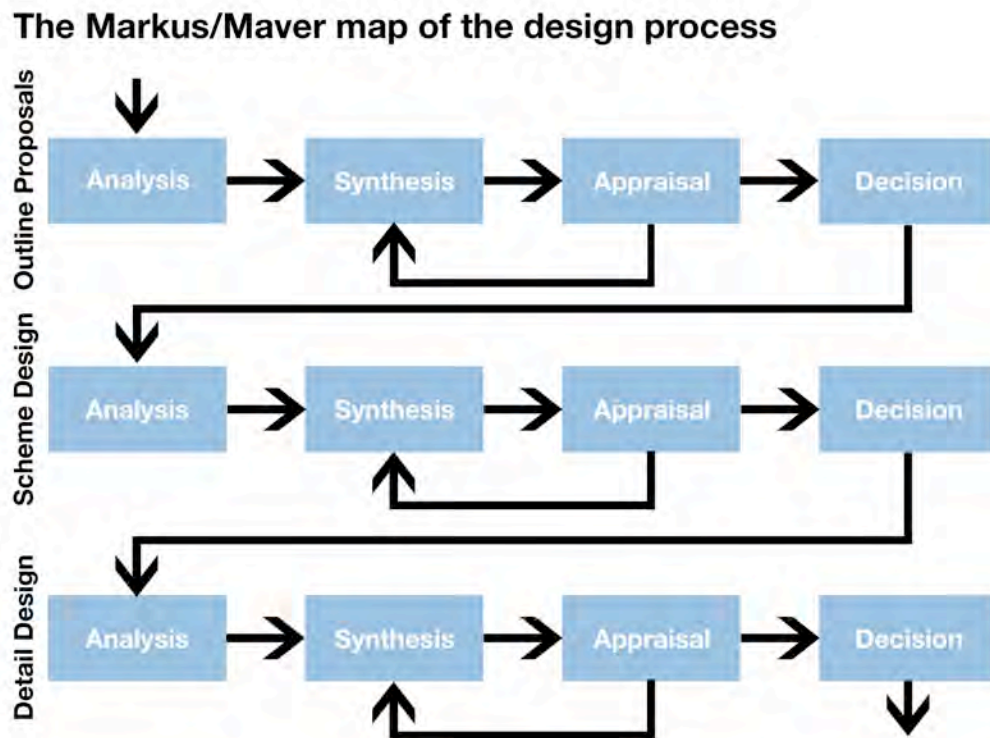 The Markus/Maver map of the design process
Outline Proposals
Analysis
Synthesis
Appraisal
Decision
Scheme Design
Analysis
Synthesis
Appraisal
Decision
Detail Design
Analysis
Synthesis
Appraisal
Decision